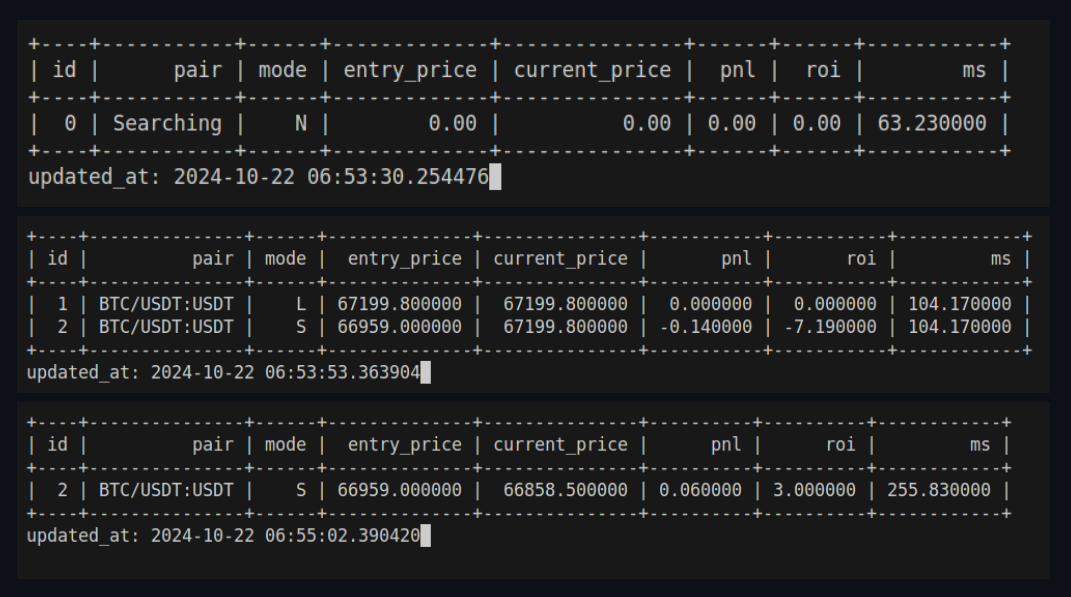 +----+-----------+------+-------------+----------------+------+------+-----------+
| id |      pair | mode | entry_price | current_price |  pnl |  roi |        ms |
+----+-----------+------+-------------+----------------+------+------+-----------+
|  0 | Searching |    N |        0.00 |          0.00 | 0.00 | 0.00 | 63.230000 |
+----+-----------+------+-------------+----------------+------+------+-----------+
updated_at: 2024-10-22 06:53:30.254476
+----+---------------+------+--------------+---------------+-----------+-----------+------------+
| id |          pair | mode |  entry_price | current_price |       pnl |       roi |         ms |
+----+---------------+------+--------------+---------------+-----------+-----------+------------+
|  1 | BTC/USDT:USDT |    L | 67199.800000 |  67199.800000 |  0.000000 |  0.000000 | 104.170000 |
|  2 | BTC/USDT:USDT |    S | 66959.000000 |  67199.800000 | -0.140000 | -7.190000 | 104.170000 |
+----+---------------+------+--------------+---------------+-----------+-----------+------------+
updated_at: 2024-10-22 06:53:53.363904
+----+---------------+------+--------------+---------------+----------+----------+------------+
| id |          pair | mode |  entry_price | current_price |      pnl |      roi |         ms |
+----+---------------+------+--------------+---------------+----------+----------+------------+
|  2 | BTC/USDT:USDT |    S | 66959.000000 |  66858.500000 | 0.060000 | 3.000000 | 255.830000 |
+----+---------------+------+--------------+---------------+----------+----------+------------+
updated_at: 2024-10-22 06:55:02.390420